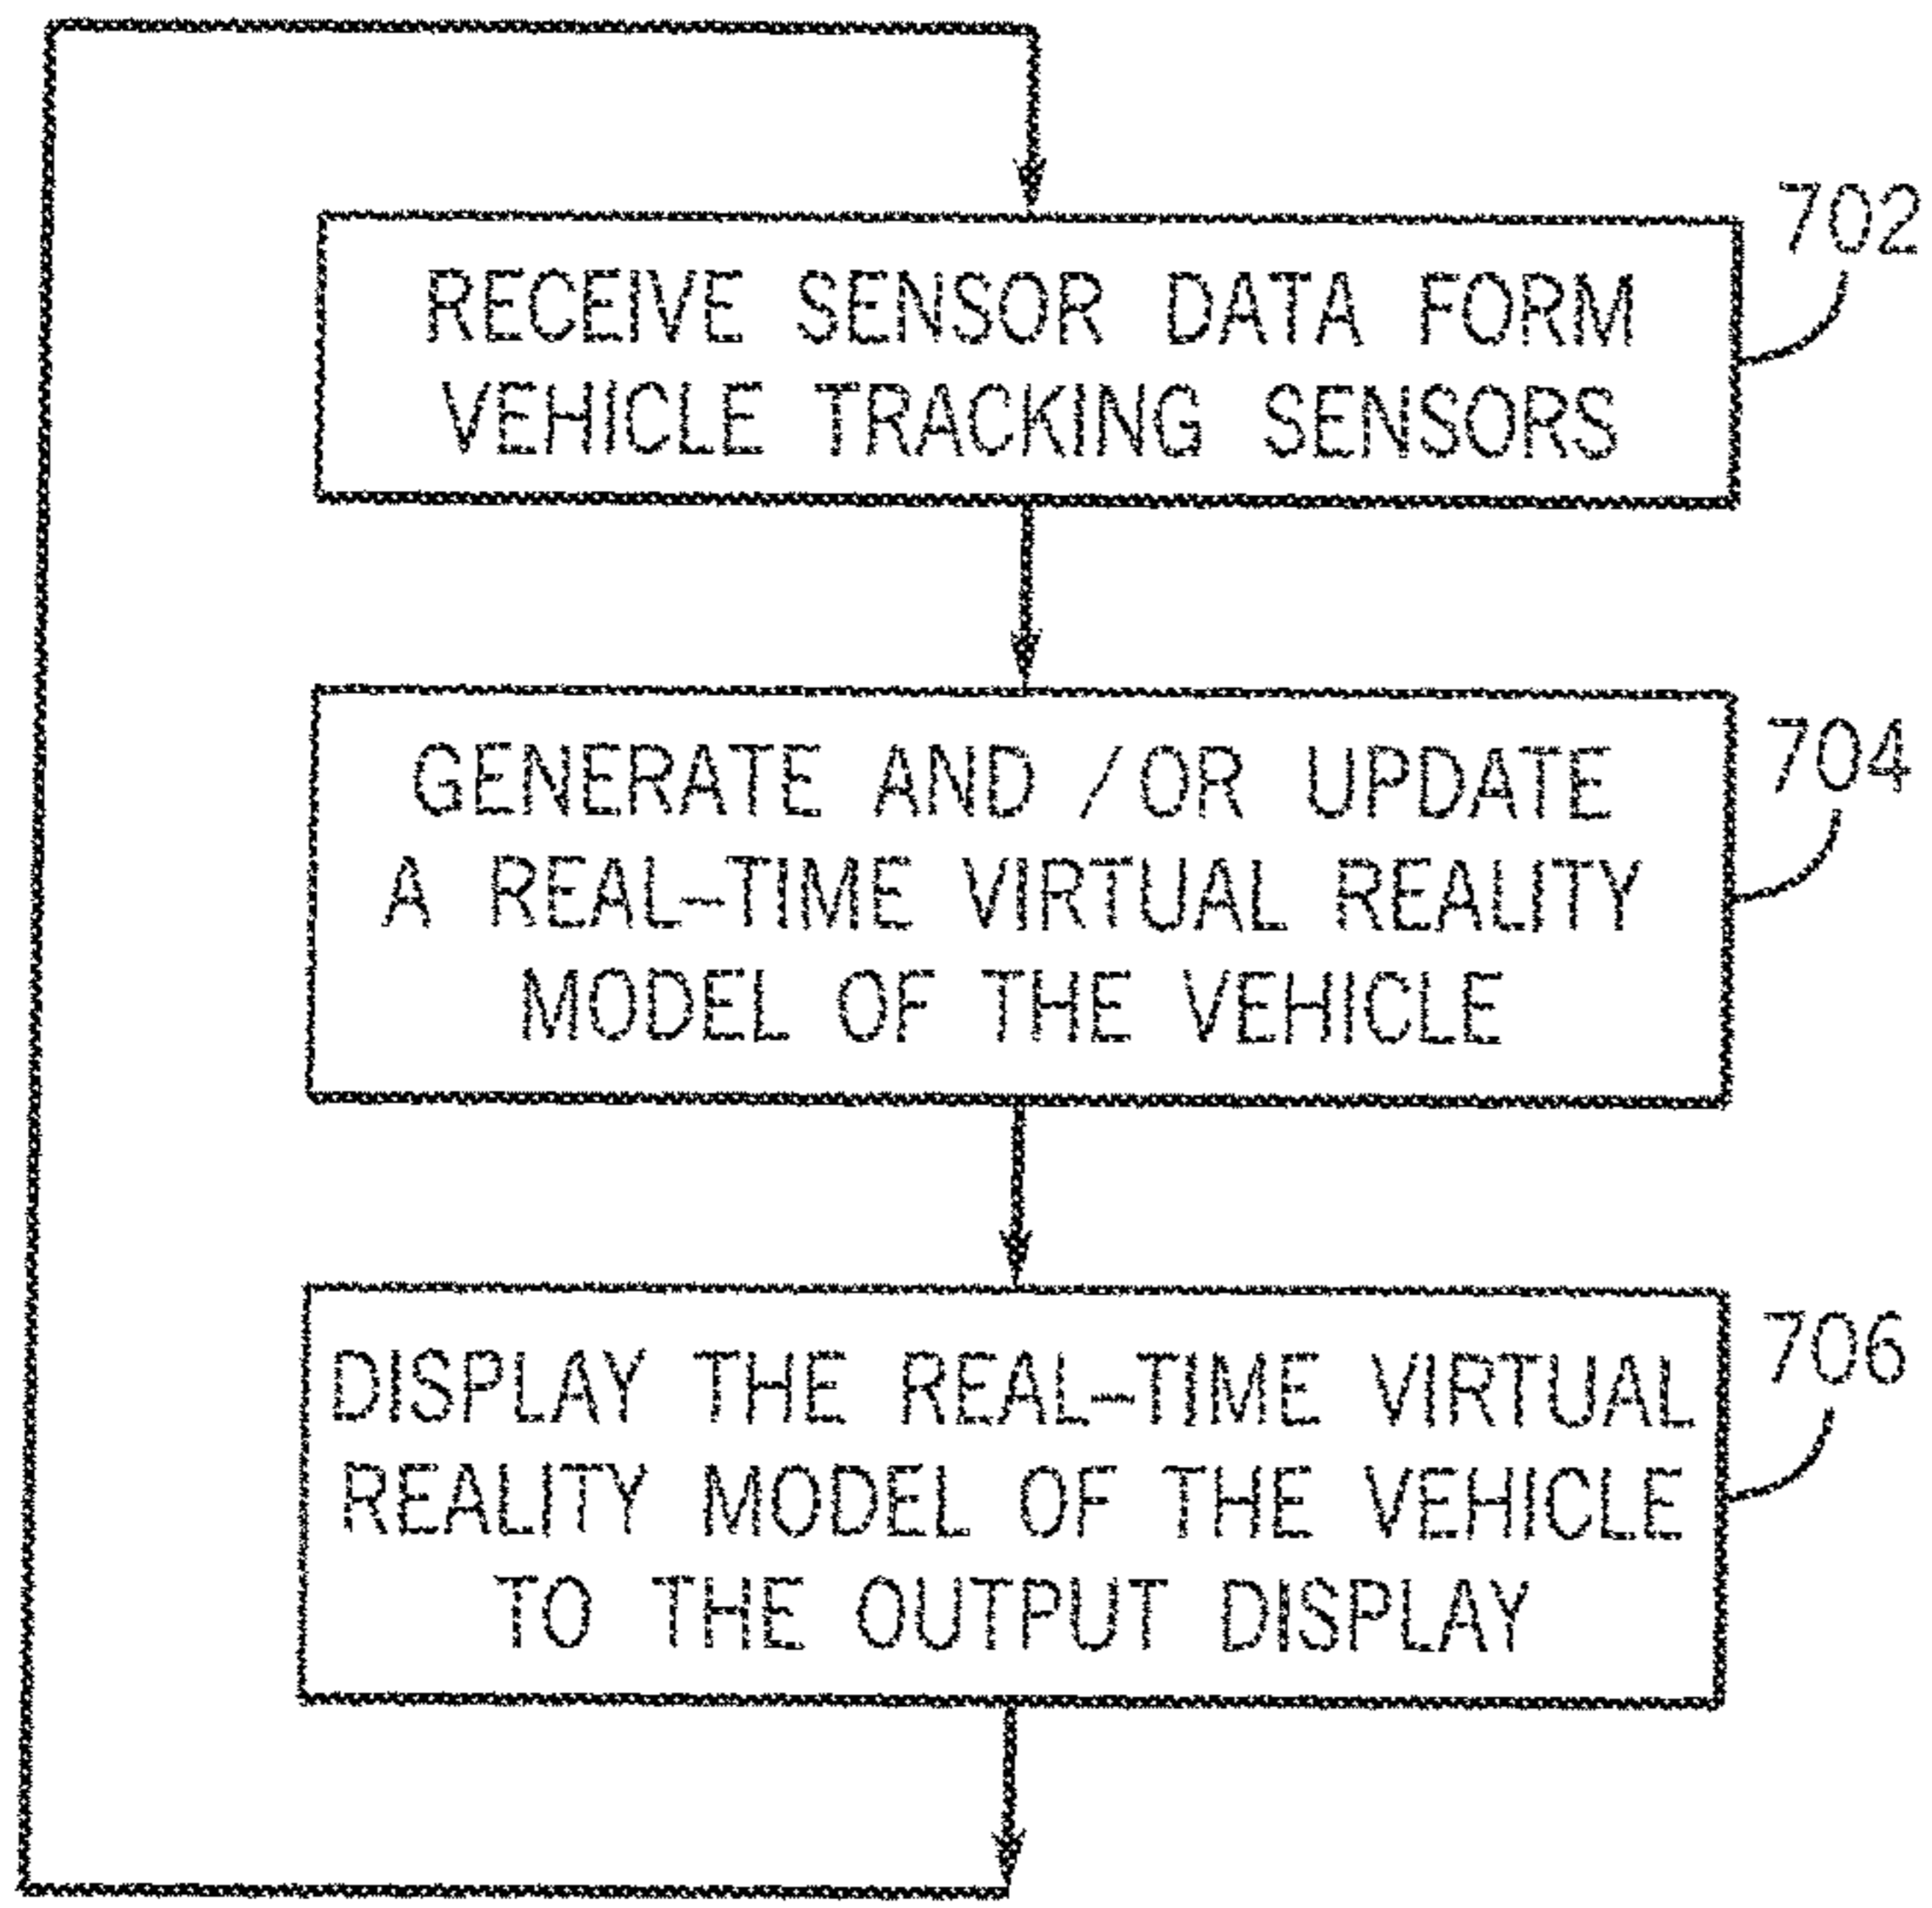 702
RECEIVE SENSOR DATA FORM
VEHICLE TRACKING SENSORS
704
GENERATE AND /OR UPDATE
A REAL-TIME VIRTUAL REALITY
MODEL OF THE VEHICLE
706
DISPLAY THE REAL-TIME VIRTUAL
REALITY MODEL OF THE VEHICLE
TO THE OUTPUT DISPLAY